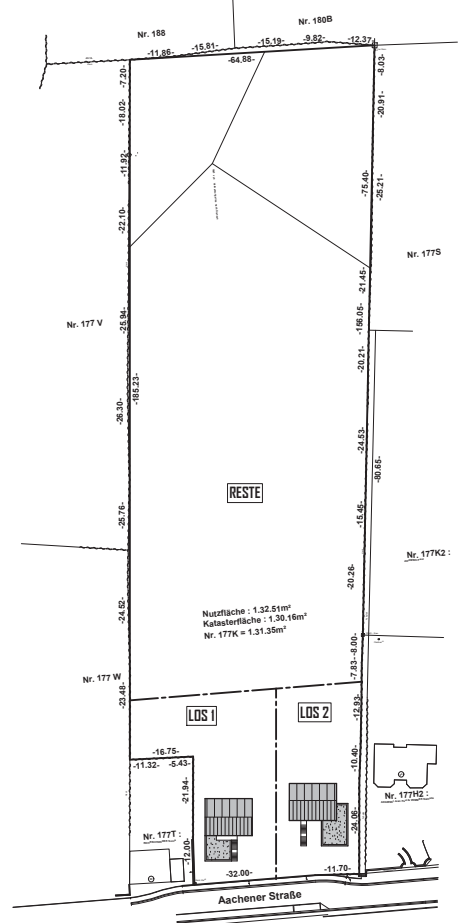 Nr. 188
Nr. 180B
-11.86-
-15.81-
-15.19-
-9.82-
-12.37-
-64.88-
-7.20-
-8.03-
-18.02-
-20.91-
-11.92-
-75.40-
-25.21-
-22.10-
Nr. 177S
-21.45-
Nr. 177 V
-25.94-
-156.05-
-20.21-
-185.23-
-26.30-
-24.53-
-80.65-
RESTE
-25.76-
-15.45-
Nr. 177K2 :
-20.26-
-24.52-
Nutzfläche : 1.32.51m²
Katasterfläche : 1.30.16m²
Nr. 177K = 1.31.35m²
-8.00-
-7.83-
Nr. 177 W
-23.48-
LOS 1
LOS 2
-12.93-
-16.75-
-11.32-
-5.43-
-10.40-
-21.94-
Nr. 177H2 :
-24.06-
Nr. 177T :
-12.00-
-32.00-
-11.70-
Aachener Straße